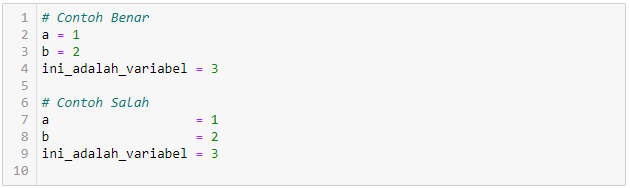 1 # Contoh Benar
2 a = 1
3 b = 2
4 ini_adalah_variabel = 3
5
6 # Contoh Salah
7 a                   = 1
8 b                   = 2
9 ini_adalah_variabel = 3
10